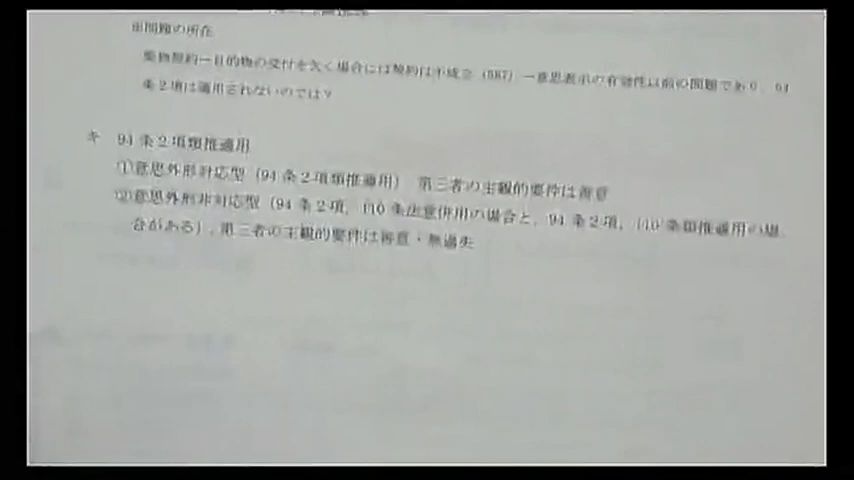 問題の所在
要物契約―目的物の交付を欠く場合には契約は不成立（587）―意思表示の有効性以前の問題であり、94
条2項は適用されないのでは？
キ 94条2項類推適用
①意思外形対応型（94条2項類推適用） 第三者の主観的要件は善意
②意思外形非対応型（94条2項、110条法意併用の場合と、94条2項、110条類推適用の場
合がある）、第三者の主観的要件は善意・無過失